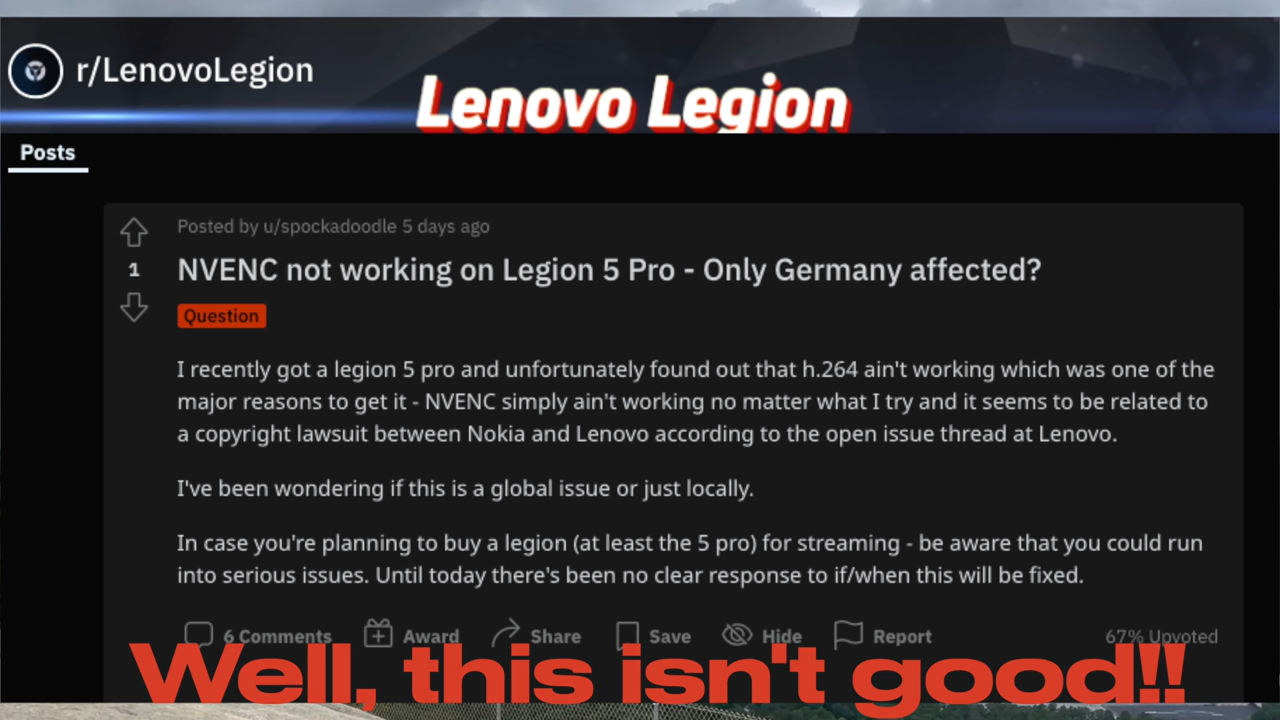 r/LenovoLegion
Lenovo Legion
Posts
Posted by u/spockadoodle 5 days ago
1
NVENC not working on Legion 5 Pro - Only Germany affected?
Question
I recently got a legion 5 pro and unfortunately found out that h.264 ain't working which was one of the
major reasons to get it - NVENC simply ain't working no matter what I try and it seems to be related to
a copyright lawsuit between Nokia and Lenovo according to the open issue thread at Lenovo.
I've been wondering if this is a global issue or just locally.
In case you're planning to buy a legion (at least the 5 pro) for streaming - be aware that you could run
into serious issues. Until today there's been no clear response to if/when this will be fixed.
6 Comments Award Share Save Hide Report 67% Upvoted
Well, this isn't good!!